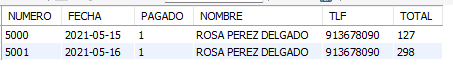 NUMERO FECHA PAGADO NOMBRE TLF TOTAL
5000 2021-05-15 1 ROSA PEREZ DELGADO 913678090 127
5001 2021-05-16 1 ROSA PEREZ DELGADO 913678090 298